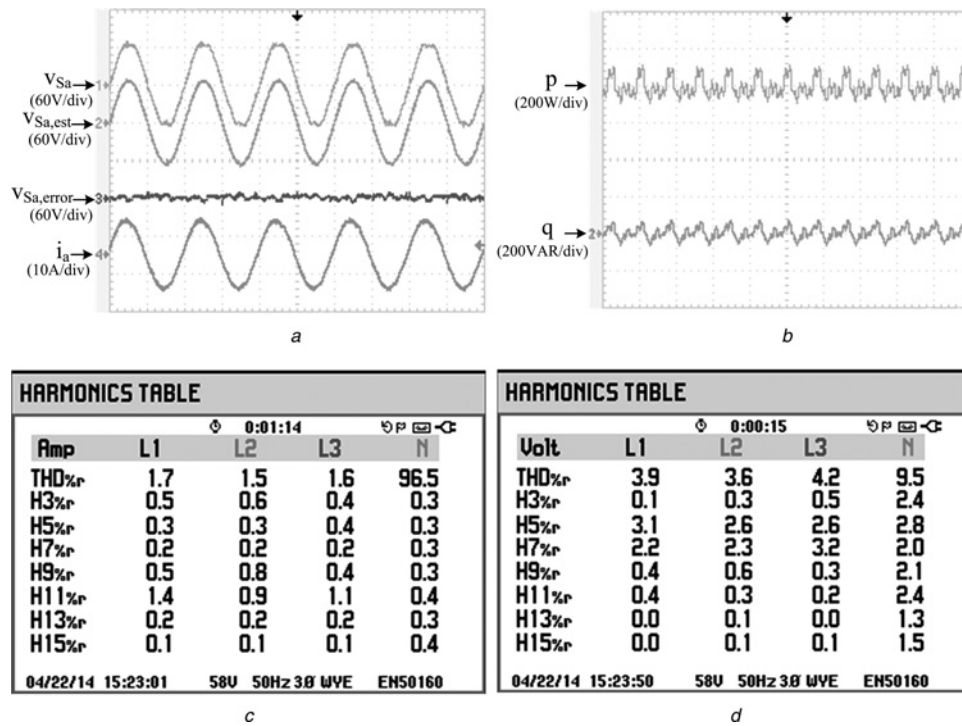 vSa
1
(60V/div)
vSa,est
2
(60V/div)
vSa,error
3
(60V/div)
ia
4
(10A/div)
a
p
1
(200W/div)
q
2
(200VAR/div)
b
HARMONICS TABLE
0:01:14
Amp L1 L2 L3 N
THD%r 1.7 1.5 1.6 96.5
H3%r 0.5 0.6 0.4 0.3
H5%r 0.3 0.3 0.4 0.3
H7%r 0.2 0.2 0.2 0.3
H9%r 0.5 0.8 0.4 0.3
H11%r 1.4 0.9 1.1 0.4
H13%r 0.2 0.2 0.2 0.3
H15%r 0.1 0.1 0.1 0.4
04/22/14 15:23:01 58V 50Hz 3Ø WYE EN50160
c
HARMONICS TABLE
0:00:15
Volt L1 L2 L3 N
THD%r 3.9 3.6 4.2 9.5
H3%r 0.1 0.3 0.5 2.4
H5%r 3.1 2.6 2.6 2.8
H7%r 2.2 2.3 3.2 2.0
H9%r 0.4 0.6 0.3 2.1
H11%r 0.4 0.3 0.2 2.4
H13%r 0.0 0.1 0.0 1.3
H15%r 0.0 0.1 0.1 1.5
04/22/14 15:23:50 58V 50Hz 3Ø WYE EN50160
d